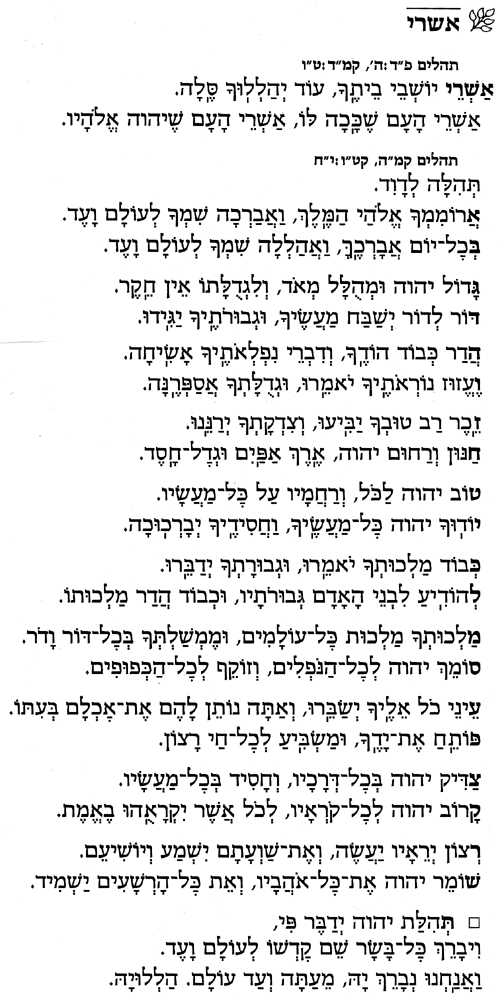 אשרי
תהלים פ״ד:ה׳, קמ״ד:ט״ו
אַשְׁרֵי יוֹשְׁבֵי בֵיתֶֽךָ, עוֹד יְהַלְלֽוּךָ סֶּֽלָה.
אַשְׁרֵי הָעָם שֶׁכָּֽכָה לּוֹ, אַשְׁרֵי הָעָם שֶׁיהוה אֱלֹהָיו.
תהלים קמ״ה, קט״ו:י״ח
תְּהִלָּה לְדָוִד.
אֲרוֹמִמְךָ אֱלֹהַי הַמֶּֽלֶךְ, וַאֲבָרְכָה שִׁמְךָ לְעוֹלָם וָעֶד.
בְּכׇל־יוֹם אֲבָרְכֶֽךָּ, וַאֲהַלְלָה שִׁמְךָ לְעוֹלָם וָעֶד.
גָּדוֹל יהוה וּמְהֻלָּל מְאֹד, וְלִגְדֻלָּתוֹ אֵין חֵֽקֶר.
דּוֹר לְדוֹר יְשַׁבַּח מַעֲשֶֽׂיךָ, וּגְבוּרֹתֶֽיךָ יַגִּֽידוּ.
הֲדַר כְּבוֹד הוֹדֶֽךָ, וְדִבְרֵי נִפְלְאֹתֶֽיךָ אָשִֽׂיחָה.
וֶעֱזוּז נוֹרְאֹתֶֽיךָ יֹאמֵֽרוּ, וּגְדֻלָּתְךָ אֲסַפְּרֶֽנָּה.
זֵֽכֶר רַב טוּבְךָ יַבִּֽיעוּ, וְצִדְקָתְךָ יְרַנֵּֽנוּ.
חַנּוּן וְרַחוּם יהוה, אֶֽרֶךְ אַפַּֽיִם וּגְדׇל־חָֽסֶד.
טוֹב יהוה לַכֹּל, וְרַחֲמָיו עַל כׇּל־מַעֲשָׂיו.
יוֹדֽוּךָ יהוה כׇּל־מַעֲשֶֽׂיךָ, וַחֲסִידֶֽיךָ יְבָרְכֽוּכָה.
כְּבוֹד מַלְכוּתְךָ יֹאמֵֽרוּ, וּגְבוּרָתְךָ יְדַבֵּֽרוּ.
לְהוֹדִֽיעַ לִבְנֵי הָאָדָם גְּבוּרֹתָיו, וּכְבוֹד הֲדַר מַלְכוּתוֹ.
מַלְכוּתְךָ מַלְכוּת כׇּל־עוֹלָמִים, וּמֶמְשַׁלְתְּךָ בְּכׇל־דּוֹר וָדֹר.
סוֹמֵךְ יהוה לְכׇל־הַנֹּפְלִים, וְזוֹקֵף לְכׇל־הַכְּפוּפִים.
עֵינֵי כֹל אֵלֶֽיךָ יְשַׂבֵּֽרוּ, וְאַתָּה נוֹתֵן לָהֶם אֶת־אׇכְלָם בְּעִתּוֹ.
פּוֹתֵֽחַ אֶת־יָדֶֽךָ, וּמַשְׂבִּֽיעַ לְכׇל־חַי רָצוֹן.
צַדִּיק יהוה בְּכׇל־דְּרָכָיו, וְחָסִיד בְּכׇל־מַעֲשָׂיו.
קָרוֹב יהוה לְכׇל־קֹרְאָיו, לְכֹל אֲשֶׁר יִקְרָאֻֽהוּ בֶאֱמֶת.
רְצוֹן יְרֵאָיו יַעֲשֶׂה, וְאֶת־שַׁוְעָתָם יִשְׁמַע וְיוֹשִׁיעֵם.
שׁוֹמֵר יהוה אֶת־כׇּל־אֹהֲבָיו, וְאֵת כׇּל־הָרְשָׁעִים יַשְׁמִיד.
□ תְּהִלַּת יהוה יְדַבֶּר פִּי,
וִיבָרֵךְ כׇּל־בָּשָׂר שֵׁם קׇדְשׁוֹ לְעוֹלָם וָעֶד.
וַאֲנַֽחְנוּ נְבָרֵךְ יָהּ, מֵעַתָּה וְעַד עוֹלָם. הַלְלוּיָהּ.